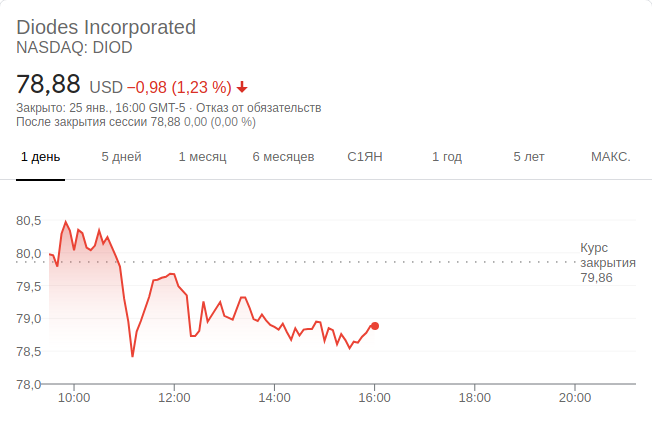 Diodes Incorporated
NASDAQ: DIOD
78,88 USD −0,98 (1,23 %)
Закрыто: 25 янв., 16:00 GMT-5 · Отказ от обязательств
После закрытия сессии 78,88 0,00 (0,00 %)
1 день 5 дней 1 месяц 6 месяцев С1ЯН 1 год 5 лет МАКС.
80,5
80,0
79,5
79,0
78,5
78,0
Курс
закрытия
79,86
10:00 12:00 14:00 16:00 18:00 20:00